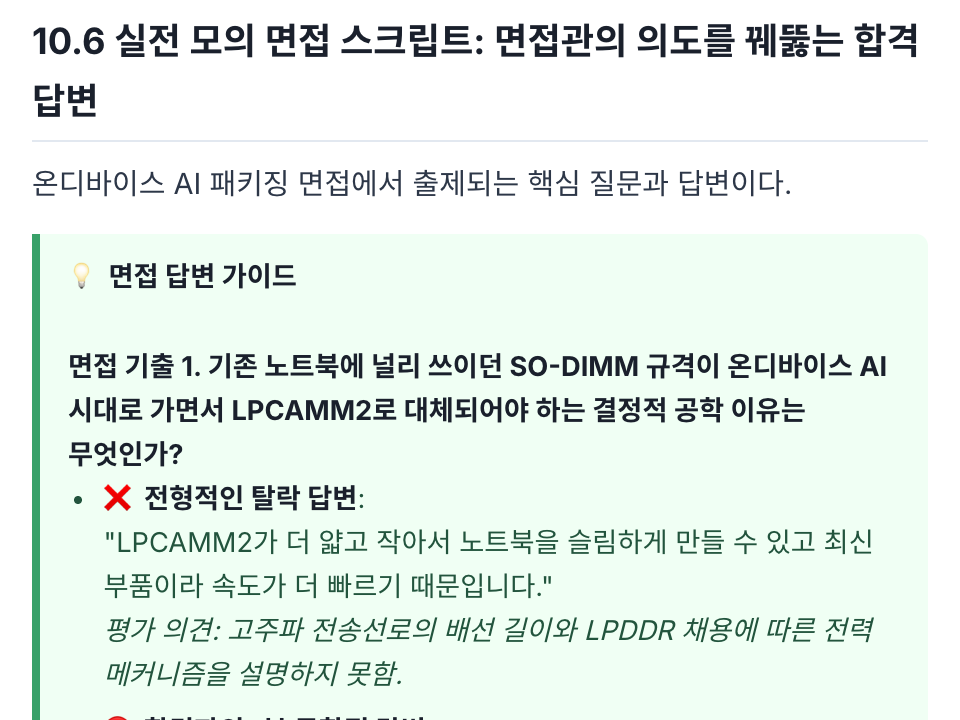 10.6 실전 모의 면접 스크립트: 면접관의 의도를 꿰뚫는 합격
답변
온디바이스 AI 패키징 면접에서 출제되는 핵심 질문과 답변이다.
💡 면접 답변 가이드
면접 기출 1. 기존 노트북에 널리 쓰이던 SO-DIMM 규격이 온디바이스 AI
시대로 가면서 LPCAMM2로 대체되어야 하는 결정적 공학 이유는
무엇인가?
• ❌ 전형적인 탈락 답변:
"LPCAMM2가 더 얇고 작아서 노트북을 슬림하게 만들 수 있고 최신
부품이라 속도가 더 빠르기 때문입니다."
평가 의견: 고주파 전송선로의 배선 길이와 LPDDR 채용에 따른 전력
메커니즘을 설명하지 못함.